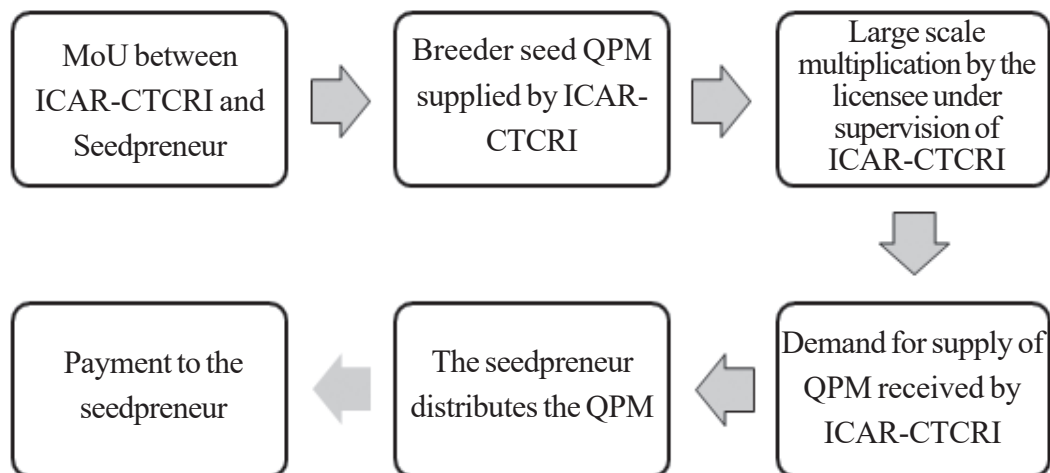 MoU between
ICAR-CTCRI and
Seedpreneur
Breeder seed QPM
supplied by ICAR-
CTCRI
Large scale
multiplication by the
licensee under
supervision of
ICAR-CTCRI
Demand for supply of
QPM received by
ICAR-CTCRI
The seedpreneur
distributes the QPM
Payment to the
seedpreneur